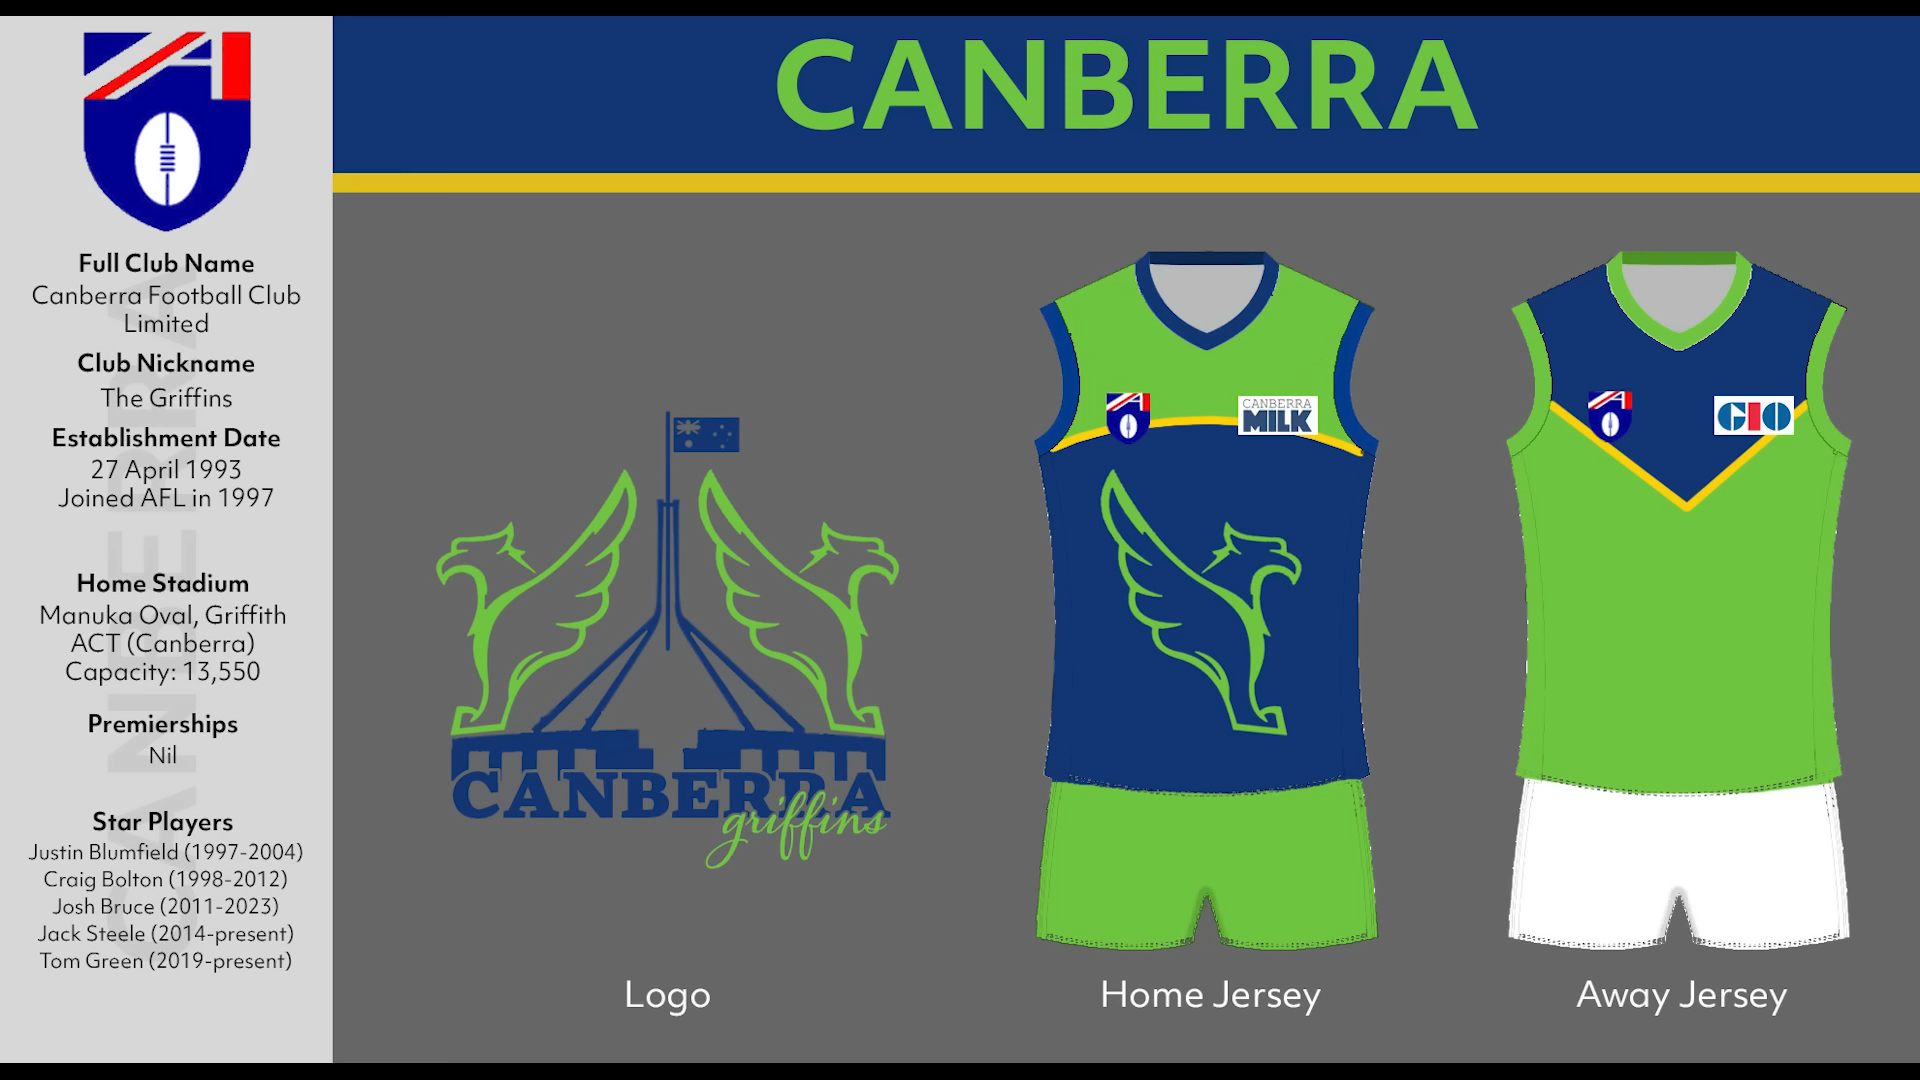 CANBERRA
Full Club Name
Canberra Football Club
Limited
Club Nickname
The Griffins
Establishment Date
27 April 1993
Joined AFL in 1997
Home Stadium
Manuka Oval, Griffith
ACT (Canberra)
Capacity: 13,550
Premierships
Nil
Star Players
Justin Blumfield (1997-2004)
Craig Bolton (1998-2012)
Josh Bruce (2011-2023)
Jack Steele (2014-present)
Tom Green (2019-present)
CANBERRA
CANBERRA
griffins
Logo
CANBERRA
MILK
Home Jersey
GIO
Away Jersey